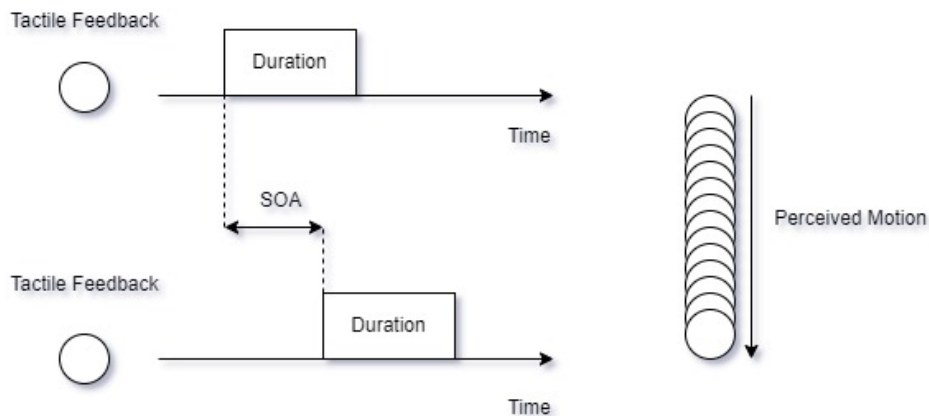 Tactile Feedback
Duration
Time
SOA
Perceived Motion
Tactile Feedback
Duration
Time